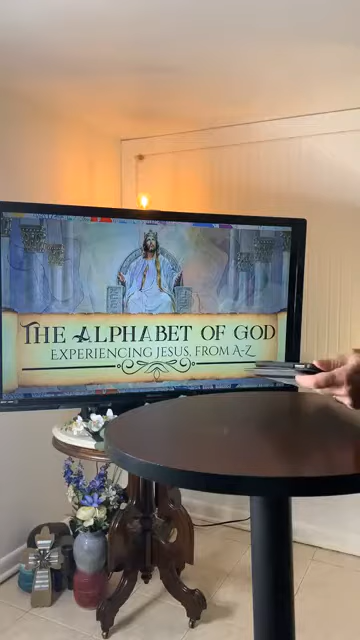 THE ALPHABET OF GOD
EXPERIENCING JESUS, FROM A-Z